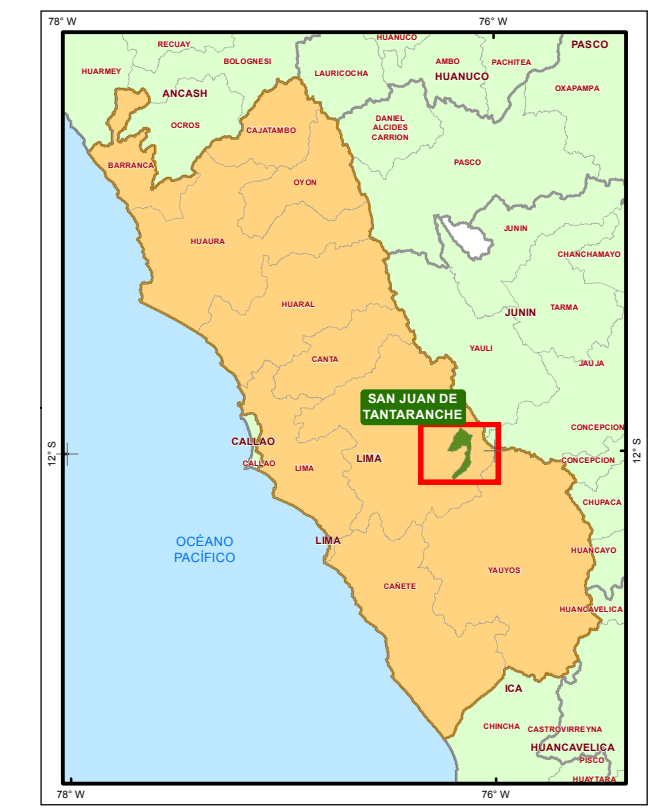 78° W
76° W
RECUAY
HUANUCO
PASCO
BOLOGNESI
AMBO
PACHITEA
HUARMEY
LAURICOCHA
HUANUCO
OXAPAMPA
ANCASH
OCROS
CAJATAMBO
DANIEL
ALCIDES
CARRION
BARRANCA
PASCO
OYON
JUNIN
HUAURA
CHANCHAMAYO
HUARAL
JUNIN
TARMA
YAULI
CANTA
JAUJA
SAN JUAN DE
TANTARANCHE
CONCEPCION
CALLAO
12° S
12° S
CALLAO
LIMA
LIMA
CONCEPCION
CHUPACA
OCÉANO
PACÍFICO
LIMA
HUANCAYO
YAUYOS
CAÑETE
HUANCAVELICA
ICA
CHINCHA
CASTROVIRREYNA
HUANCAVELICA
PISCO
HUAYTARA
78° W
76° W